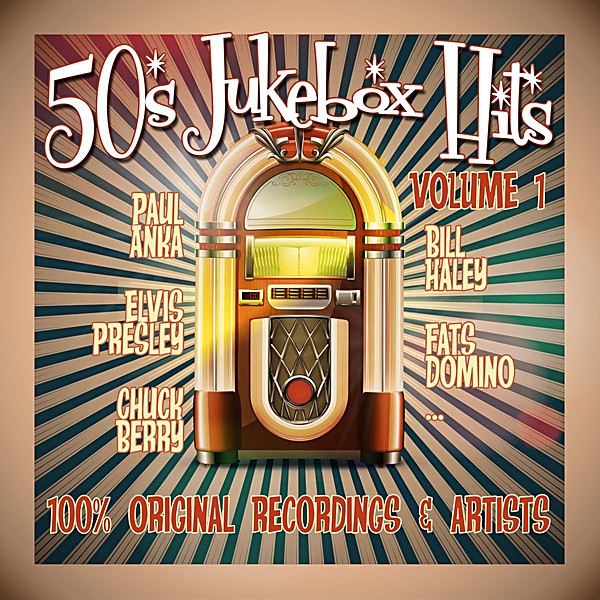 50's Jukebox Hits
VOLUME 1
PAUL
ANKA
ELVIS
PRESLEY
CHUCK
BERRY
BILL
HALEY
FATS
DOMINO
...
100% ORIGINAL RECORDINGS & ARTISTS